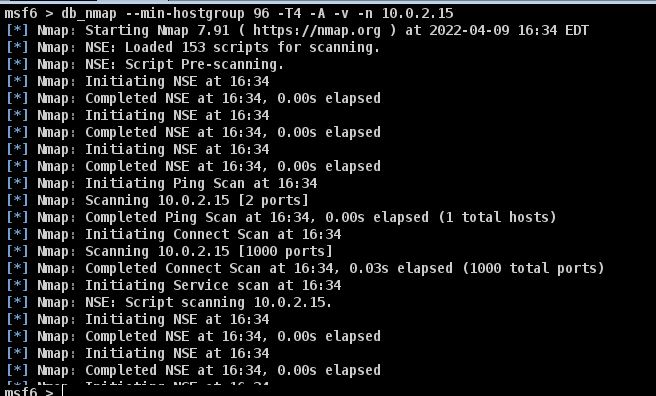 msf6 > db_nmap --min-hostgroup 96 -T4 -A -v -n 10.0.2.15
[*] Nmap: Starting Nmap 7.91 ( https://nmap.org ) at 2022-04-09 16:34 EDT
[*] Nmap: NSE: Loaded 153 scripts for scanning.
[*] Nmap: NSE: Script Pre-scanning.
[*] Nmap: Initiating NSE at 16:34
[*] Nmap: Completed NSE at 16:34, 0.00s elapsed
[*] Nmap: Initiating NSE at 16:34
[*] Nmap: Completed NSE at 16:34, 0.00s elapsed
[*] Nmap: Initiating NSE at 16:34
[*] Nmap: Completed NSE at 16:34, 0.00s elapsed
[*] Nmap: Initiating Ping Scan at 16:34
[*] Nmap: Scanning 10.0.2.15 [2 ports]
[*] Nmap: Completed Ping Scan at 16:34, 0.00s elapsed (1 total hosts)
[*] Nmap: Initiating Connect Scan at 16:34
[*] Nmap: Scanning 10.0.2.15 [1000 ports]
[*] Nmap: Completed Connect Scan at 16:34, 0.03s elapsed (1000 total ports)
[*] Nmap: Initiating Service scan at 16:34
[*] Nmap: NSE: Script scanning 10.0.2.15.
[*] Nmap: Initiating NSE at 16:34
[*] Nmap: Completed NSE at 16:34, 0.00s elapsed
[*] Nmap: Initiating NSE at 16:34
[*] Nmap: Completed NSE at 16:34, 0.00s elapsed
[*] Nmap: Initiating NSE at 16:34
msf6 >